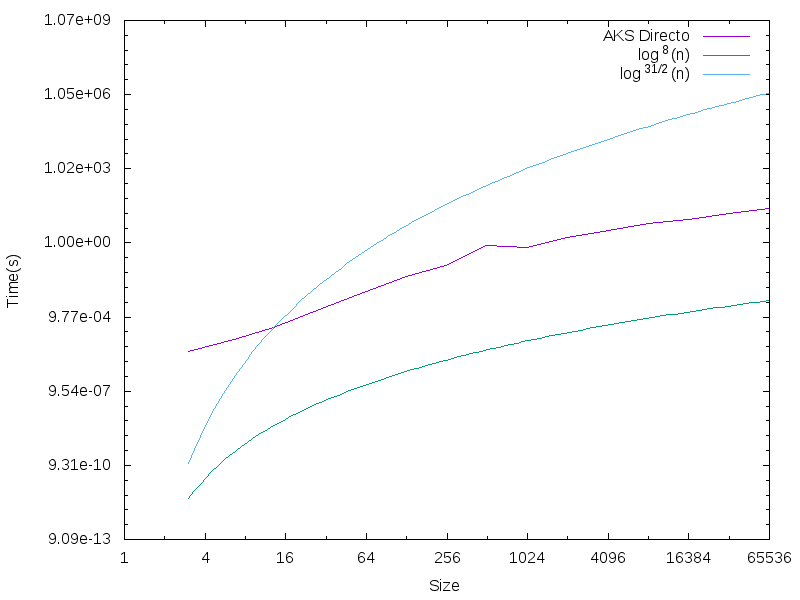 1.07e+09
AKS Directo
log^8(n)
log^31/2(n)
1.05e+06
1.02e+03
1.00e+00
Time(s)
9.77e-04
9.54e-07
9.31e-10
9.09e-13
1 4 16 64 256 1024 4096 16384 65536
Size